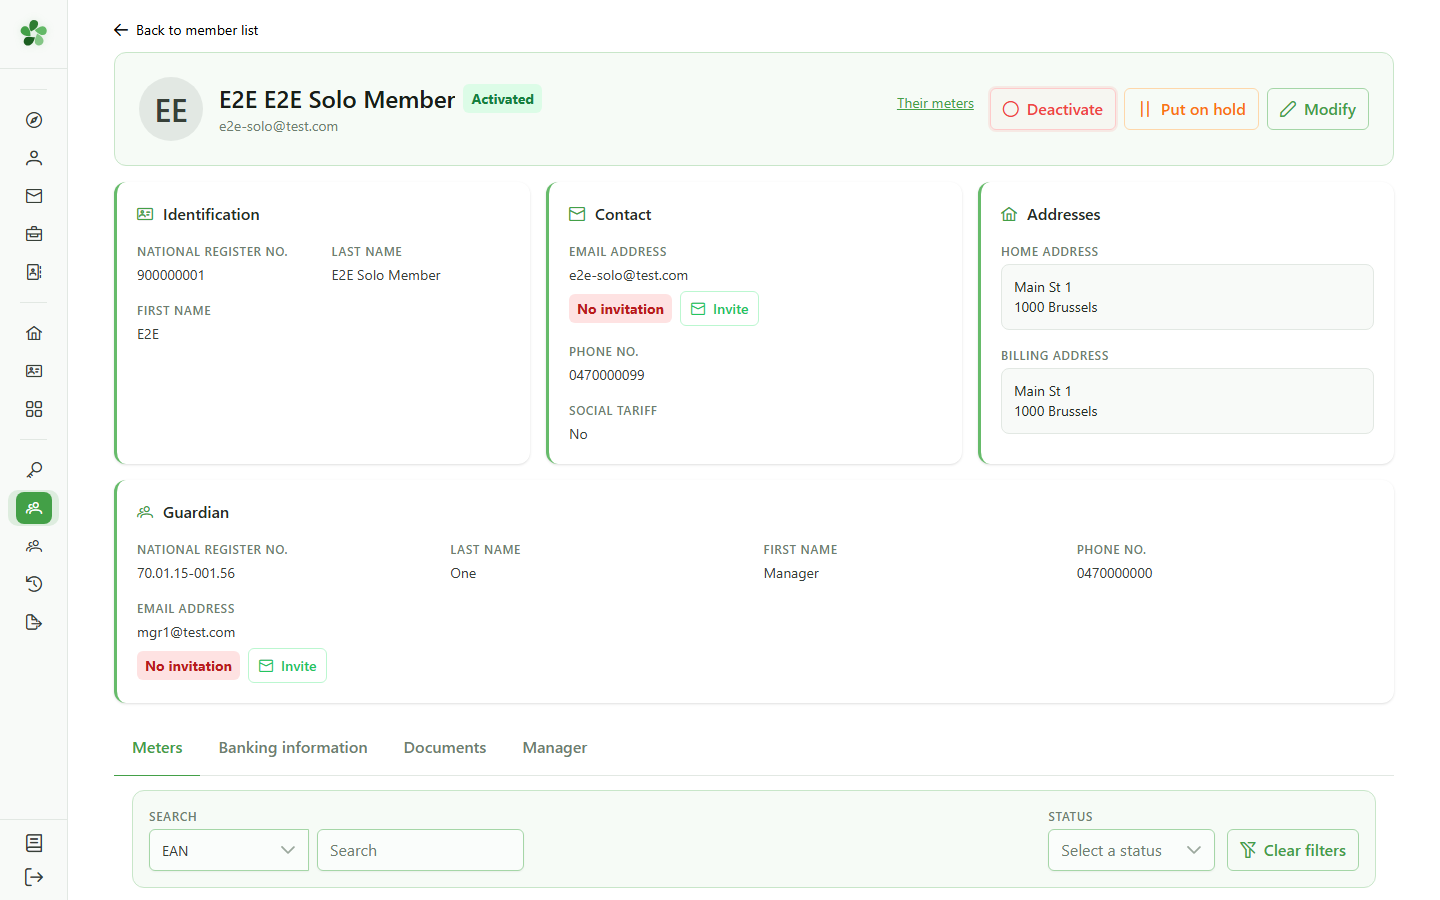 Back to member list
EE
E2E E2E Solo Member
Activated
e2e-solo@test.com
Their meters
Deactivate
Put on hold
Modify
Identification
NATIONAL REGISTER NO.
900000001
LAST NAME
E2E Solo Member
FIRST NAME
E2E
Contact
EMAIL ADDRESS
e2e-solo@test.com
No invitation
Invite
PHONE NO.
0470000099
SOCIAL TARIFF
No
Addresses
HOME ADDRESS
Main St 1
1000 Brussels
BILLING ADDRESS
Main St 1
1000 Brussels
Guardian
NATIONAL REGISTER NO.
70.01.15-001.56
LAST NAME
One
FIRST NAME
Manager
PHONE NO.
0470000000
EMAIL ADDRESS
mgr1@test.com
No invitation
Invite
Meters
Banking information
Documents
Manager
SEARCH
EAN
Search
STATUS
Select a status
Clear filters